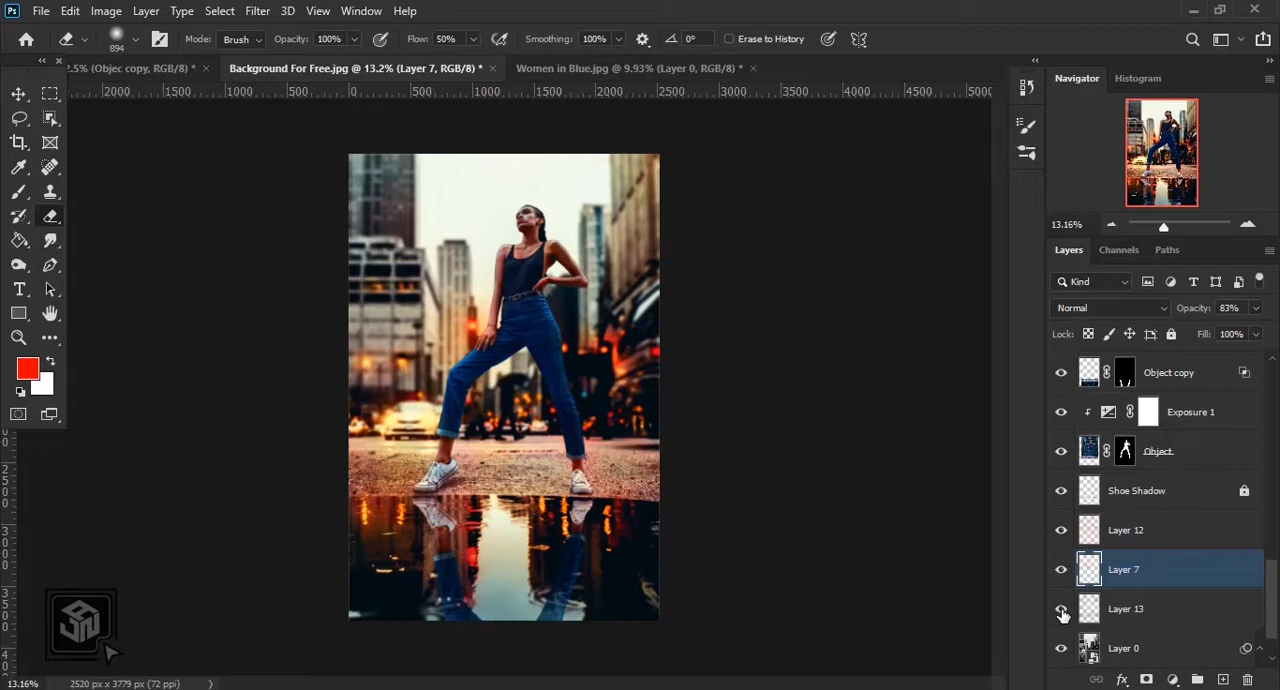 Ps File Edit Image Layer Type Select Filter 3D View Window Help
894 Mode: Brush Opacity: 100% Flow: 50% Smoothing: 100% 0° Erase to History
2.5% (Objec copy, RGB/8) * × Background For Free.jpg @ 13.2% (Layer 7, RGB/8) * × Women in Blue.jpg @ 9.93% (Layer 0, RGB/8) * ×
2000 1500 1000 500 0 500 1000 1500 2000 2500 3000 3500 4000 4500 5000
Navigator Histogram
13.16%
Layers Channels Paths
Kind
Normal Opacity: 83%
Lock: Fill: 100%
Object copy
Exposure 1
Object
Shoe Shadow
Layer 12
Layer 7
Layer 13
Layer 0
13.16% 2520 px x 3779 px (72 ppi)